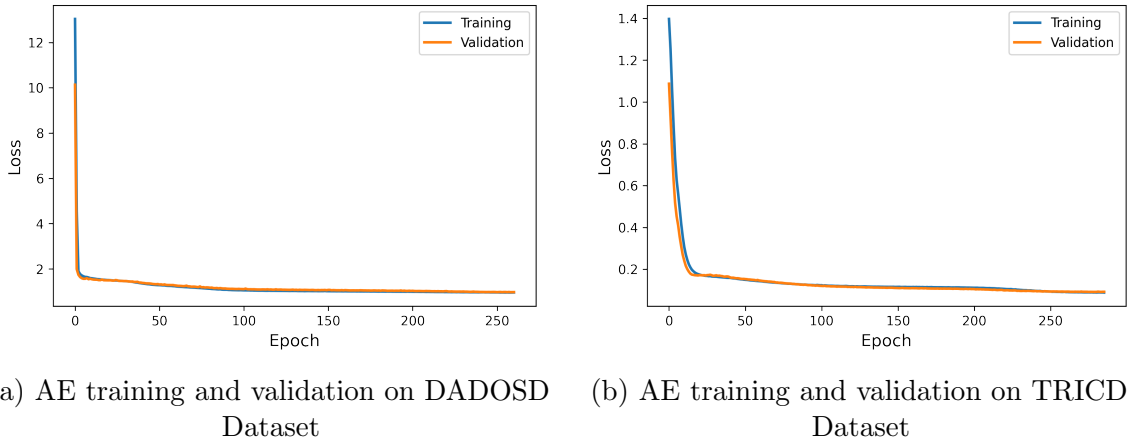 Training
Validation
12
10
8
6
4
2
Loss
0
50
100
150
200
250
Epoch
a) AE training and validation on DADOSD
Dataset
Training
Validation
1.4
1.2
1.0
0.8
0.6
0.4
0.2
Loss
0
50
100
150
200
250
Epoch
(b) AE training and validation on TRICD
Dataset